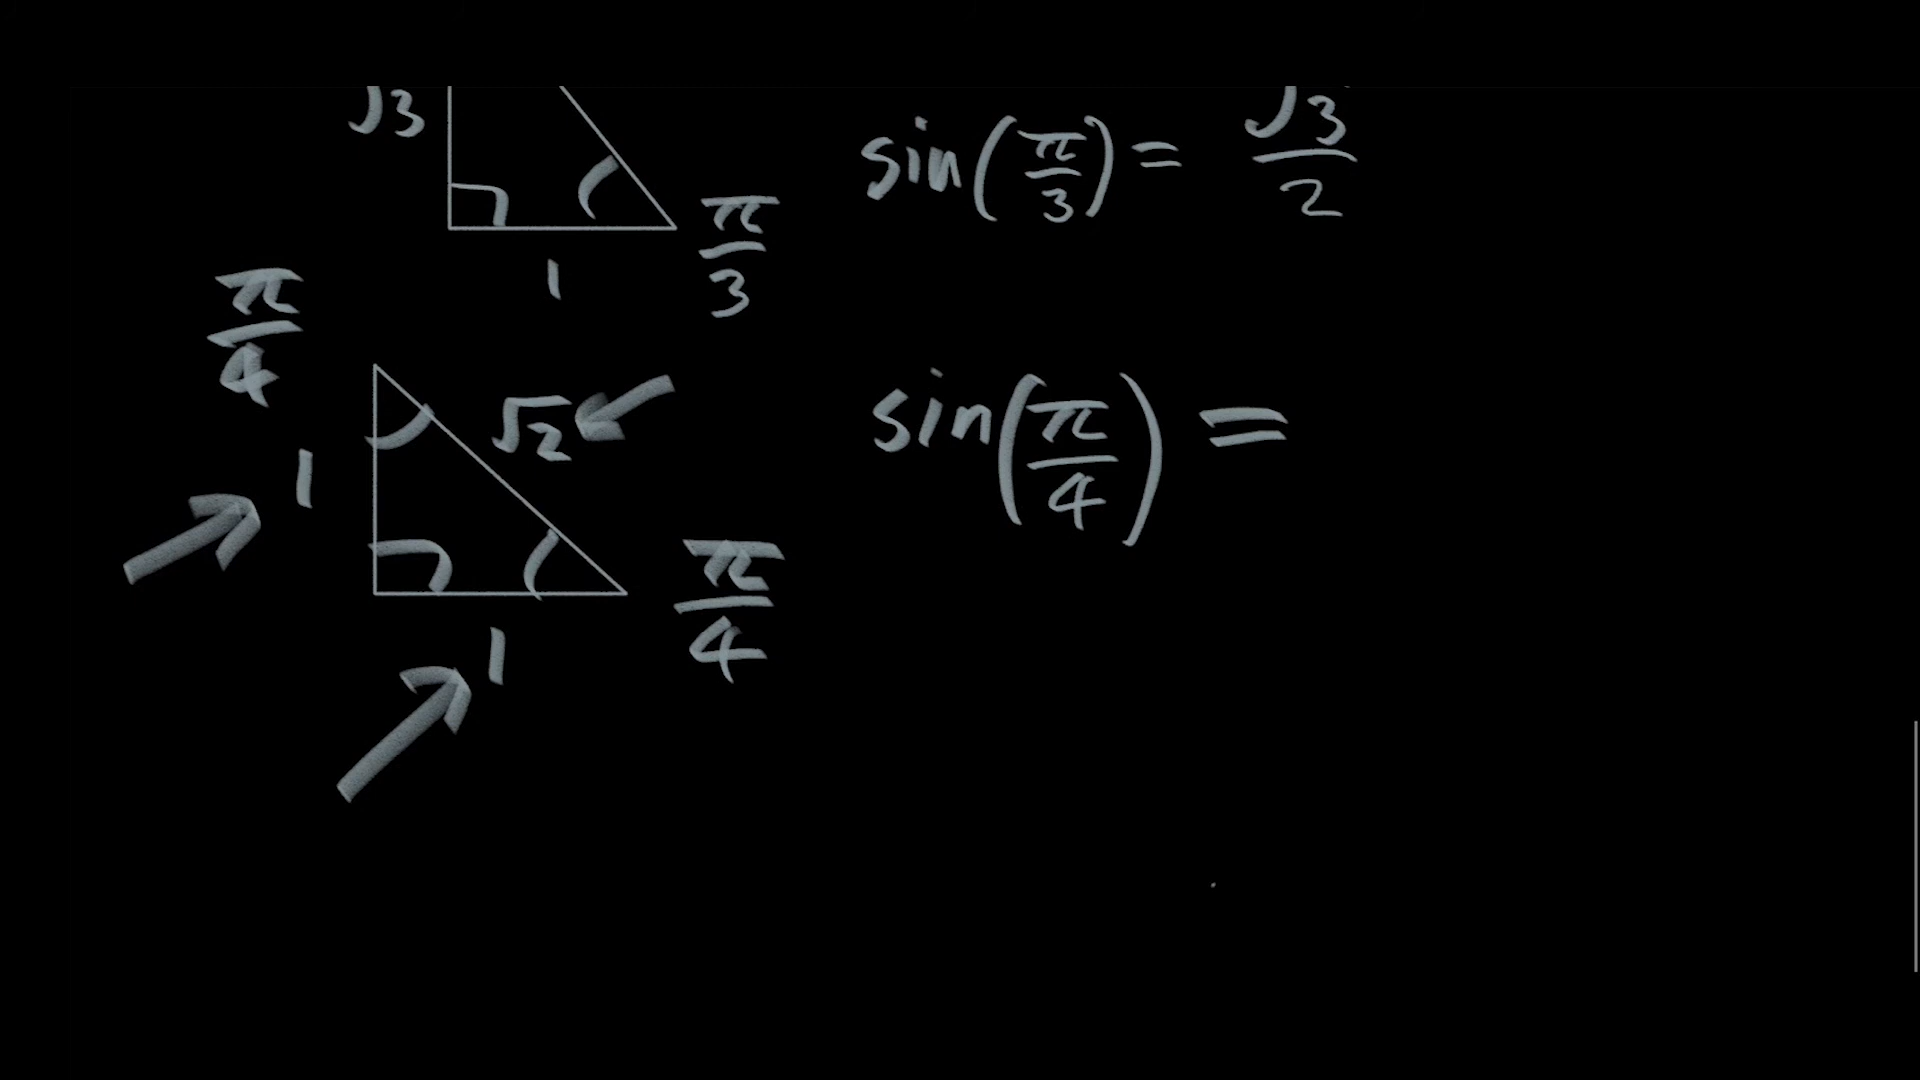 √3
sin(π/3) = √3/2
π/3
1
π/4
√2
sin(π/4) =
1
π/4
1